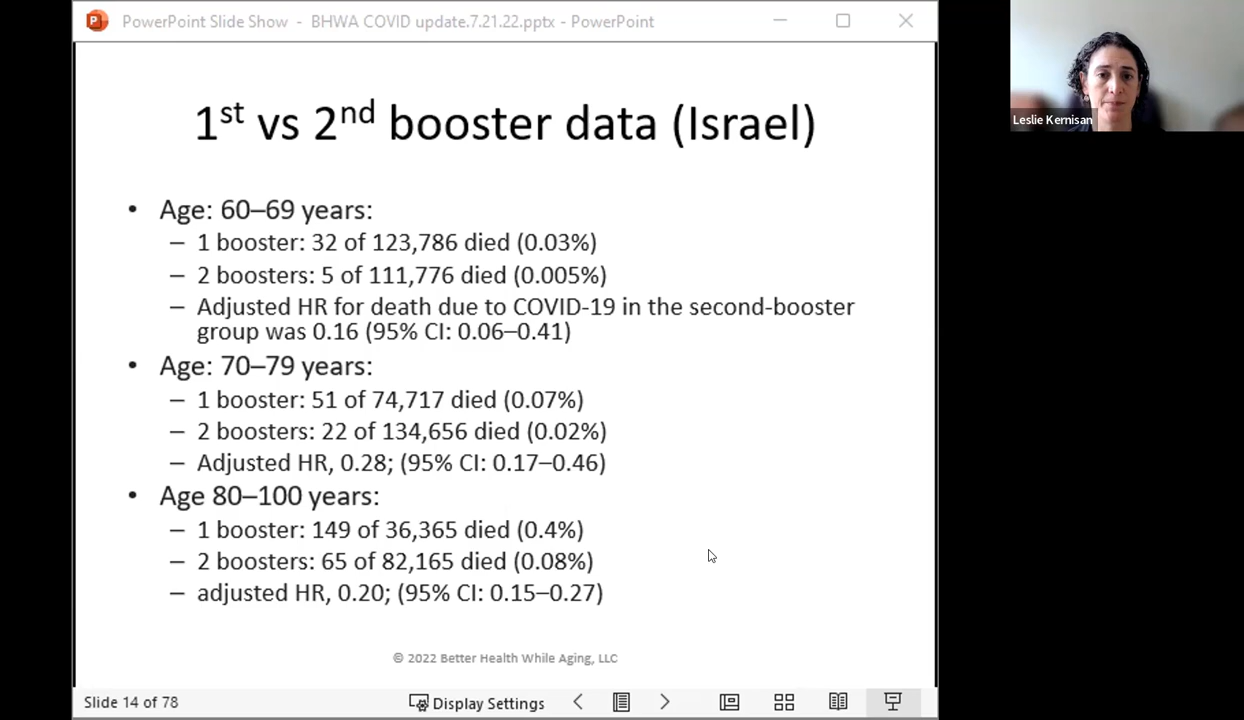 PowerPoint Slide Show - BHWA COVID update.7.21.22.pptx - PowerPoint
Leslie Kernisan
1st vs 2nd booster data (Israel)
• Age: 60–69 years:
– 1 booster: 32 of 123,786 died (0.03%)
– 2 boosters: 5 of 111,776 died (0.005%)
– Adjusted HR for death due to COVID-19 in the second-booster
group was 0.16 (95% CI: 0.06–0.41)
• Age: 70–79 years:
– 1 booster: 51 of 74,717 died (0.07%)
– 2 boosters: 22 of 134,656 died (0.02%)
– Adjusted HR, 0.28; (95% CI: 0.17–0.46)
• Age 80–100 years:
– 1 booster: 149 of 36,365 died (0.4%)
– 2 boosters: 65 of 82,165 died (0.08%)
– adjusted HR, 0.20; (95% CI: 0.15–0.27)
© 2022 Better Health While Aging, LLC
Slide 14 of 78
Display Settings